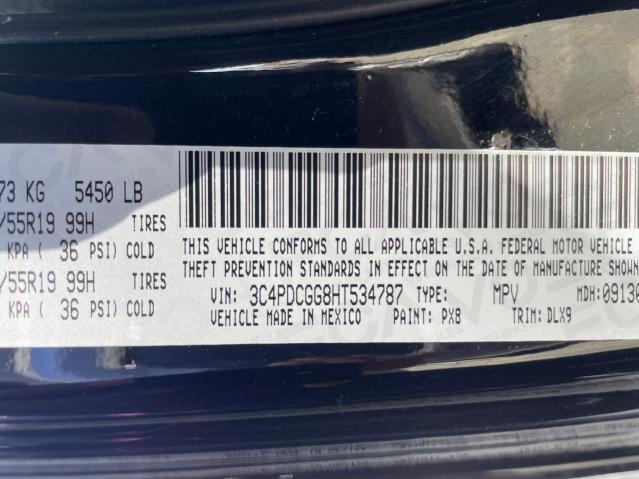 73 KG 5450 LB
/55R19 99H TIRES
KPA ( 36 PSI) COLD
/55R19 99H TIRES
KPA ( 36 PSI) COLD
THIS VEHICLE CONFORMS TO ALL APPLICABLE U.S.A. FEDERAL MOTOR VEHICLE
THEFT PREVENTION STANDARDS IN EFFECT ON THE DATE OF MANUFACTURE SHOWN
VIN: 3C4PDCGG8HT534787 TYPE: MPV MDH: 09130
VEHICLE MADE IN MEXICO PAINT: PX8 TRIM: DLX9